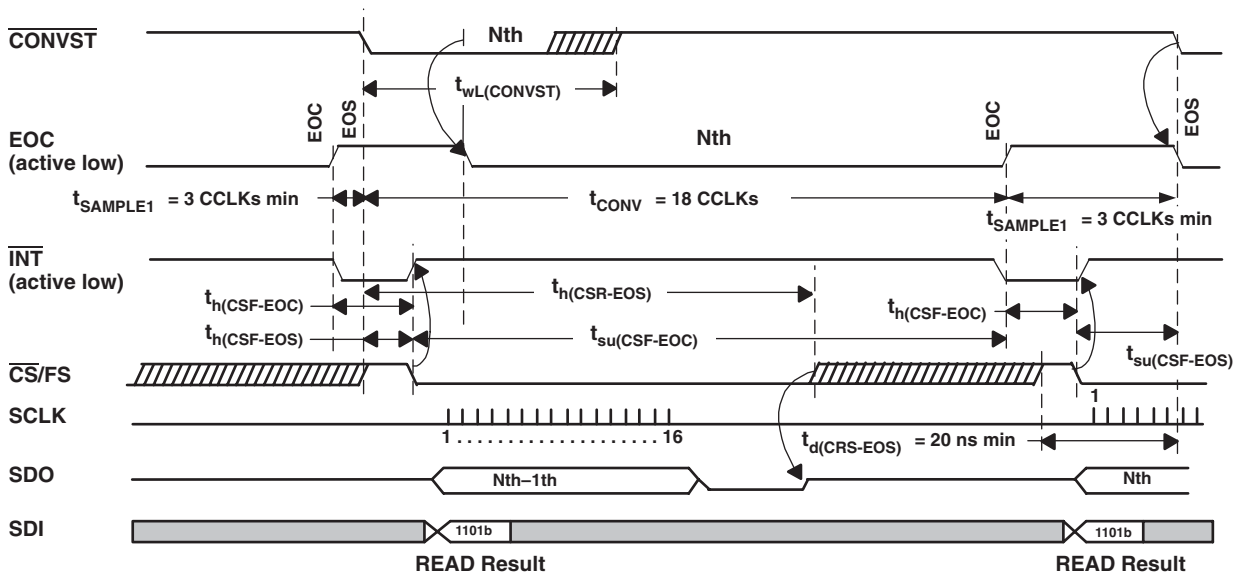 CONVST
Nth
twL(CONVST)
EOC
EOS
EOC
EOS
EOC
(active low)
Nth
tSAMPLE1 = 3 CCLKs min
tCONV = 18 CCLKs
tSAMPLE1 = 3 CCLKs min
INT
(active low)
th(CSF-EOC)
th(CSR-EOS)
th(CSF-EOC)
th(CSF-EOS)
tsu(CSF-EOC)
tsu(CSF-EOS)
CS/FS
SCLK
1 . . . . . . . . . . . . . . . . . . . . 16
1
td(CRS-EOS) = 20 ns min
SDO
Nth–1th
Nth
SDI
1101b
1101b
READ Result
READ Result